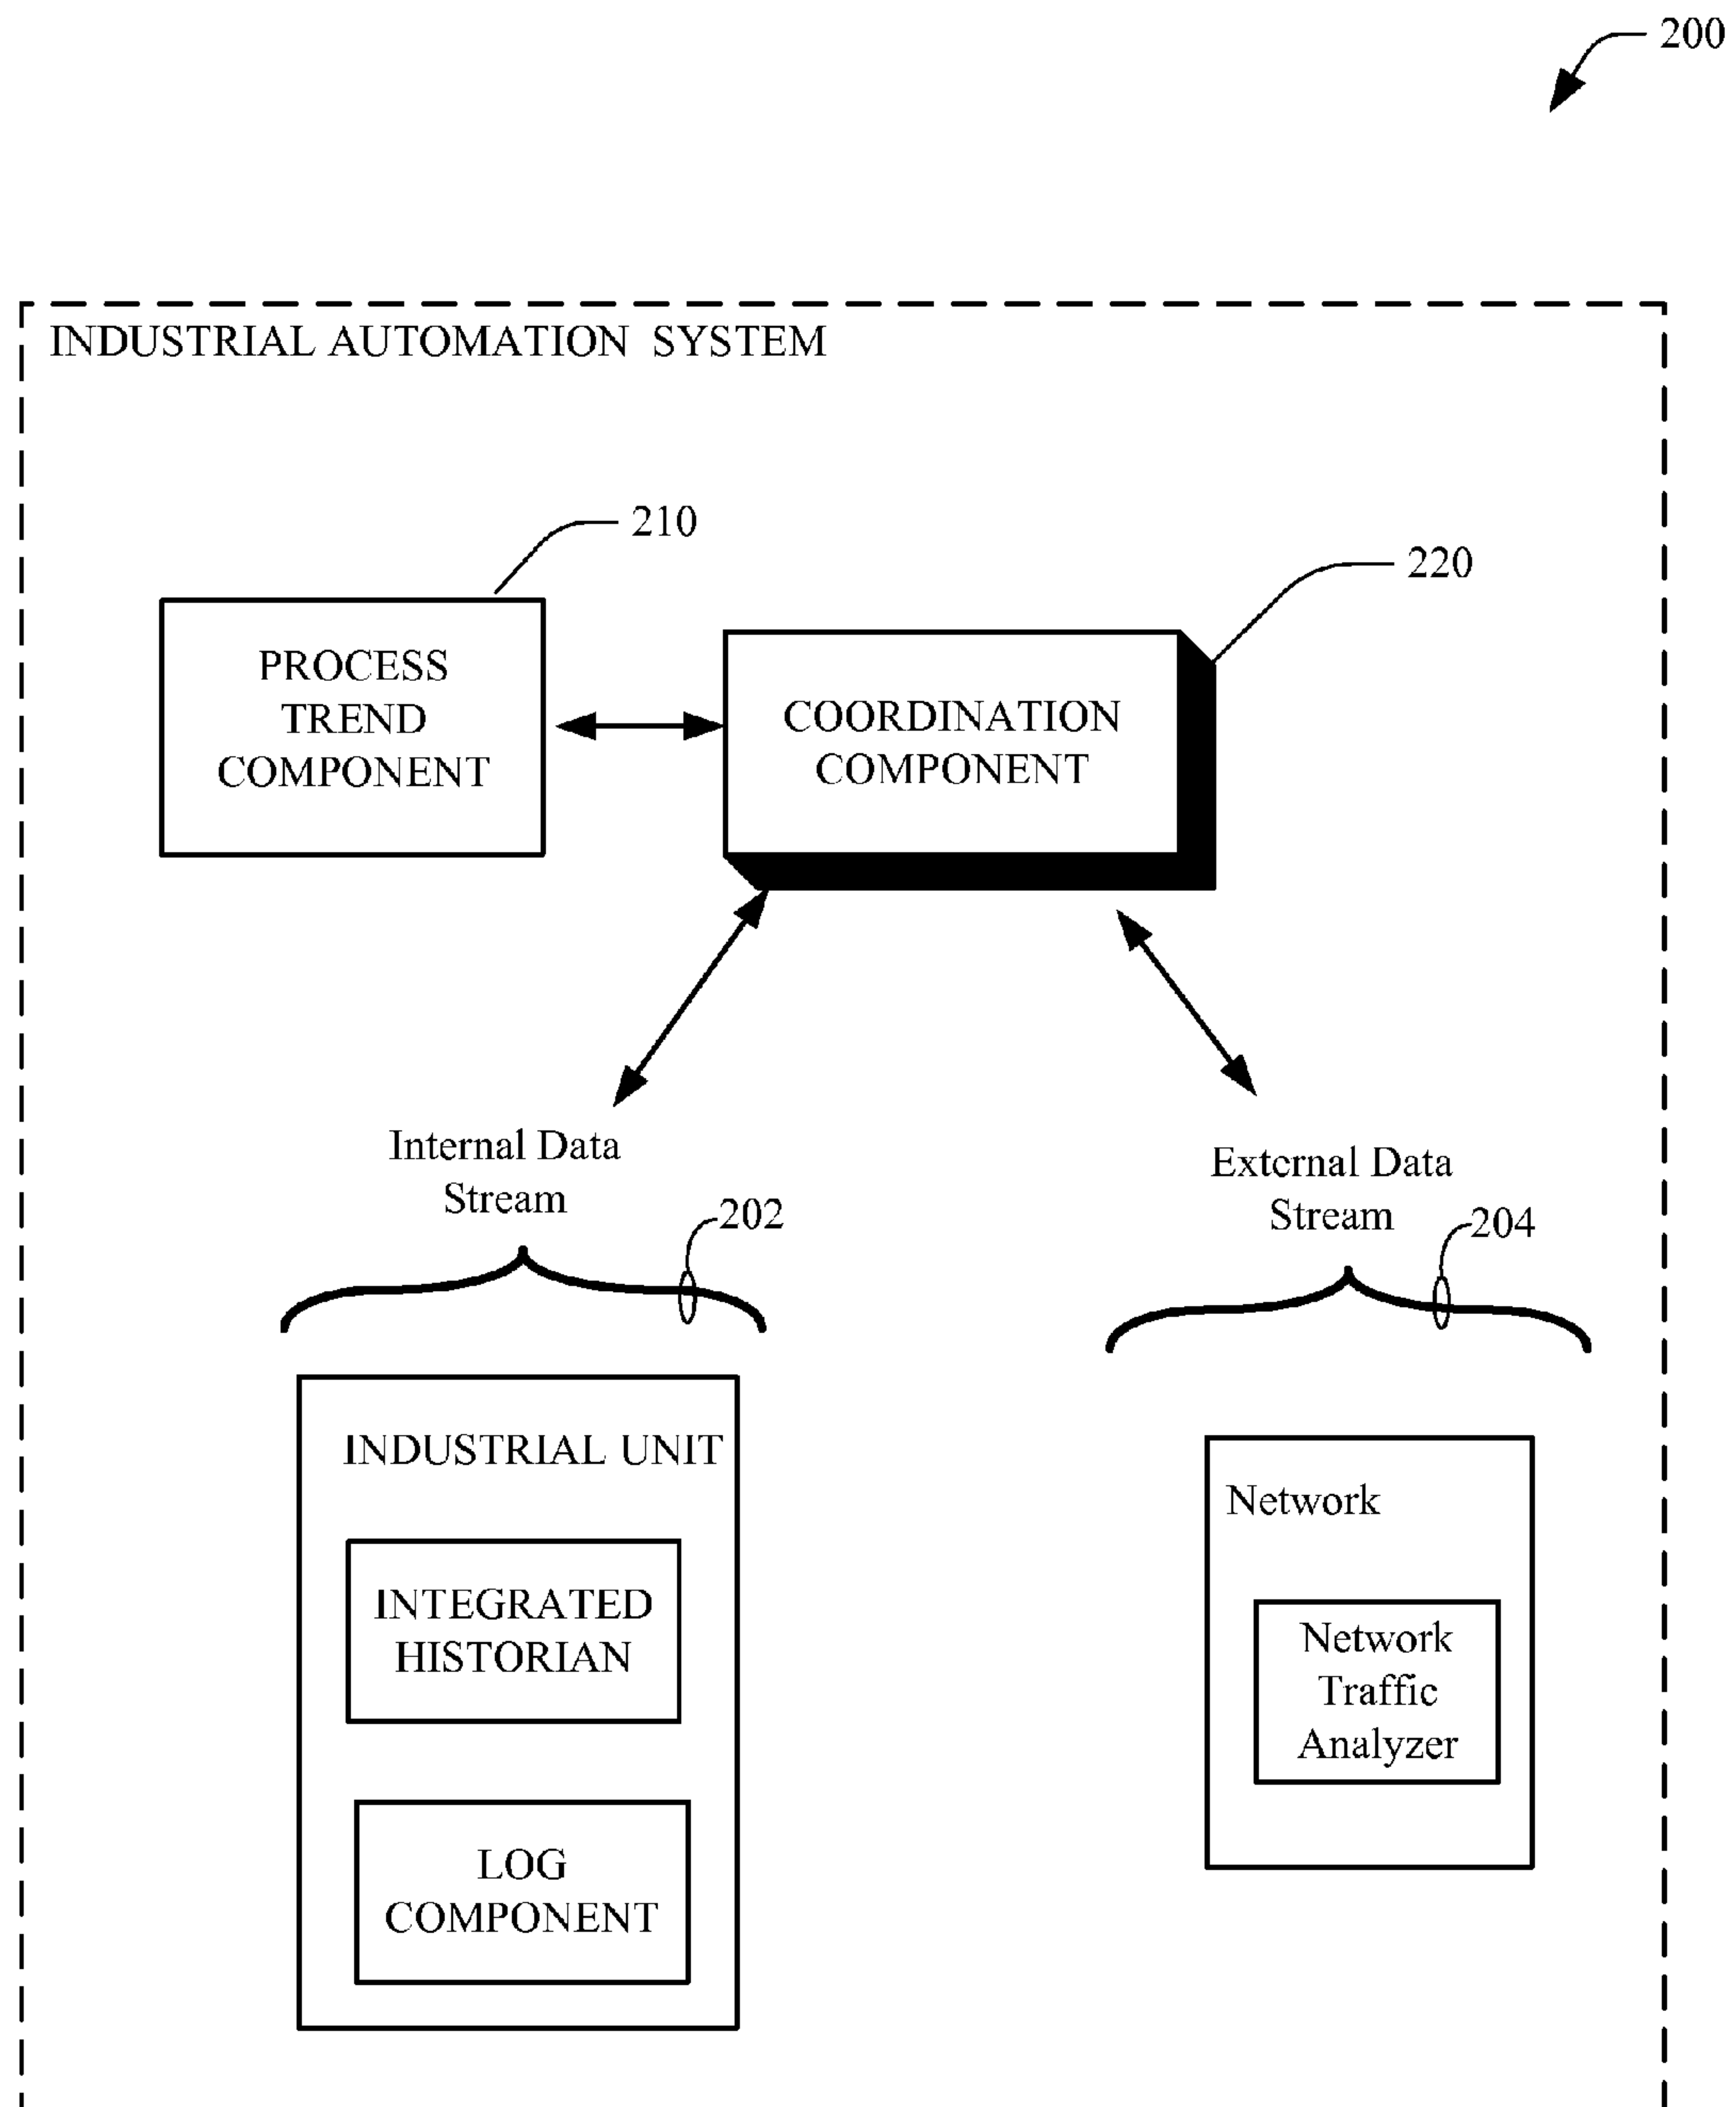 200
INDUSTRIAL AUTOMATION SYSTEM
210
220
PROCESS
TREND
COMPONENT
COORDINATION
COMPONENT
Internal Data
Stream
202
External Data
Stream
204
INDUSTRIAL UNIT
INTEGRATED
HISTORIAN
LOG
COMPONENT
Network
Network
Traffic
Analyzer